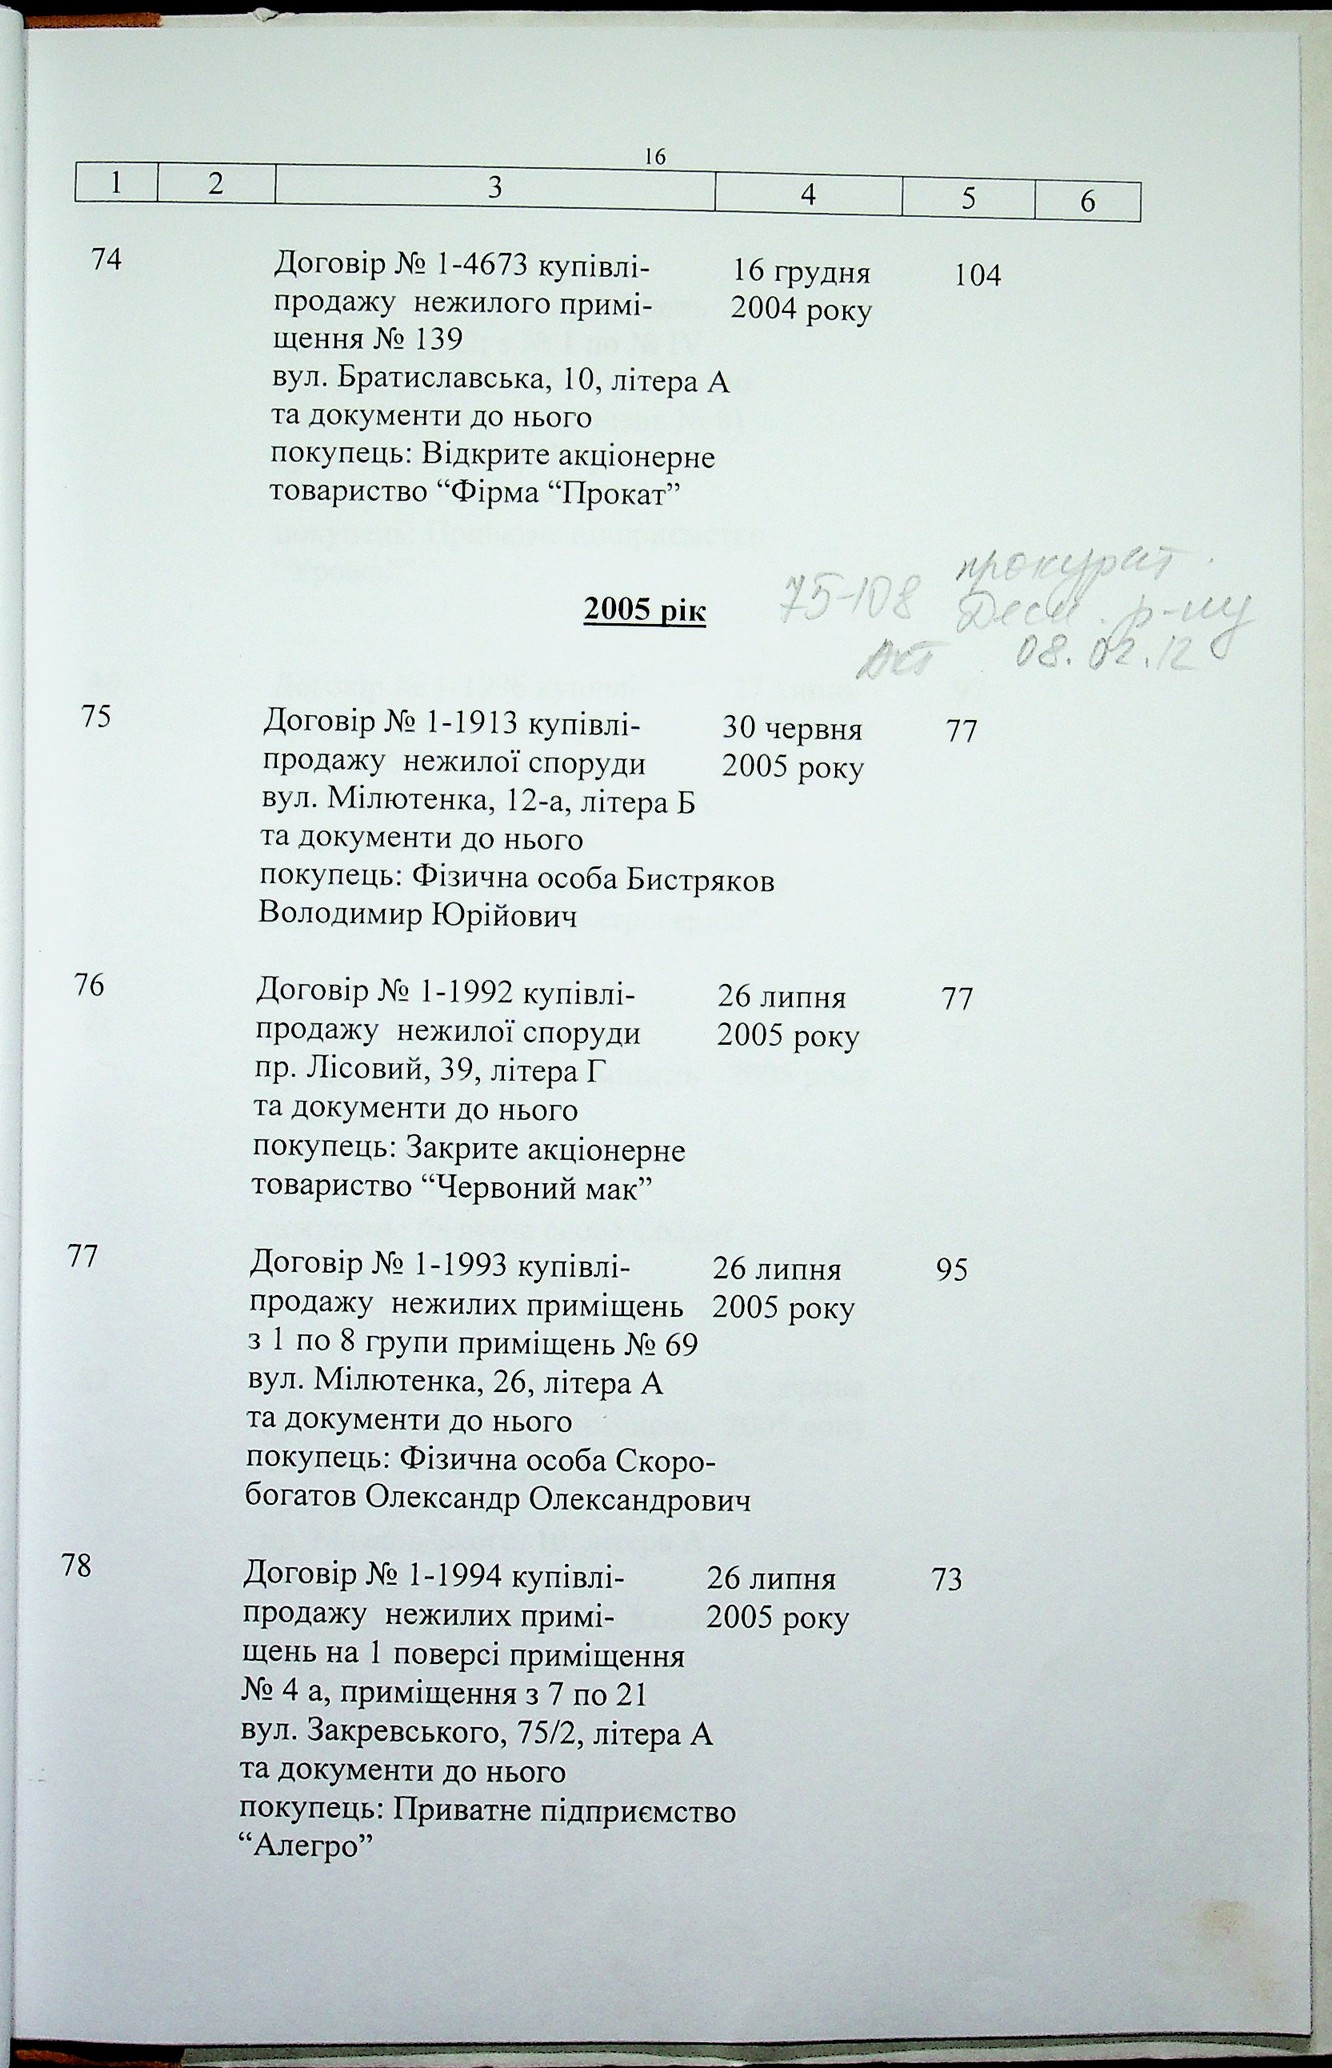 16
1 2 3 4 5 6
74 Договір № 1-4673 купівлі- 16 грудня 104
продажу нежилого примі- 2004 року
щення № 139
вул. Братиславська, 10, літера А
та документи до нього
покупець: Відкрите акціонерне
товариство “Фірма “Прокат”
75-108 прокурат.
2005 рік Десн. р-ну
Акт 08.02.12
75 Договір № 1-1913 купівлі- 30 червня 77
продажу нежилої споруди 2005 року
вул. Мілютенка, 12-а, літера Б
та документи до нього
покупець: Фізична особа Бистряков
Володимир Юрійович
76 Договір № 1-1992 купівлі- 26 липня 77
продажу нежилої споруди 2005 року
пр. Лісовий, 39, літера Г
та документи до нього
покупець: Закрите акціонерне
товариство “Червоний мак”
77 Договір № 1-1993 купівлі- 26 липня 95
продажу нежилих приміщень 2005 року
з 1 по 8 групи приміщень № 69
вул. Мілютенка, 26, літера А
та документи до нього
покупець: Фізична особа Скоро-
богатов Олександр Олександрович
78 Договір № 1-1994 купівлі- 26 липня 73
продажу нежилих примі- 2005 року
щень на 1 поверсі приміщення
№ 4 а, приміщення з 7 по 21
вул. Закревського, 75/2, літера А
та документи до нього
покупець: Приватне підприємство
“Алегро”